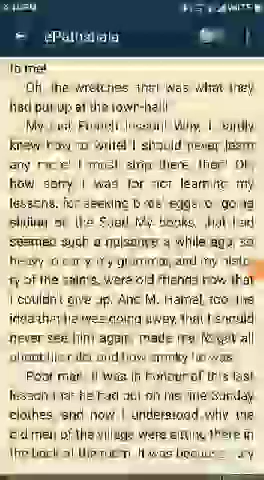 ePathshala
to me!
Oh, the wretches; that was what they
had put up at the town-hall!
My last French lesson! Why, I hardly
knew how to write! I should never learn
any more! I must stop there, then! Oh,
how sorry I was for not learning my
lessons, for seeking birds' eggs, or going
sliding on the Saar! My books, that had
seemed such a nuisance a while ago, so
heavy to carry, my grammar, and my histo-
ry of the saints, were old friends now that
I couldn't give up. And M. Hamel, too; the
idea that he was going away, that I should
never see him again, made me forget all
about his ruler and how cranky he was.
Poor man! It was in honour of this last
lesson that he had put on his fine Sunday
clothes, and now I understood why the
old men of the village were sitting there in
the back of the room. It was because they